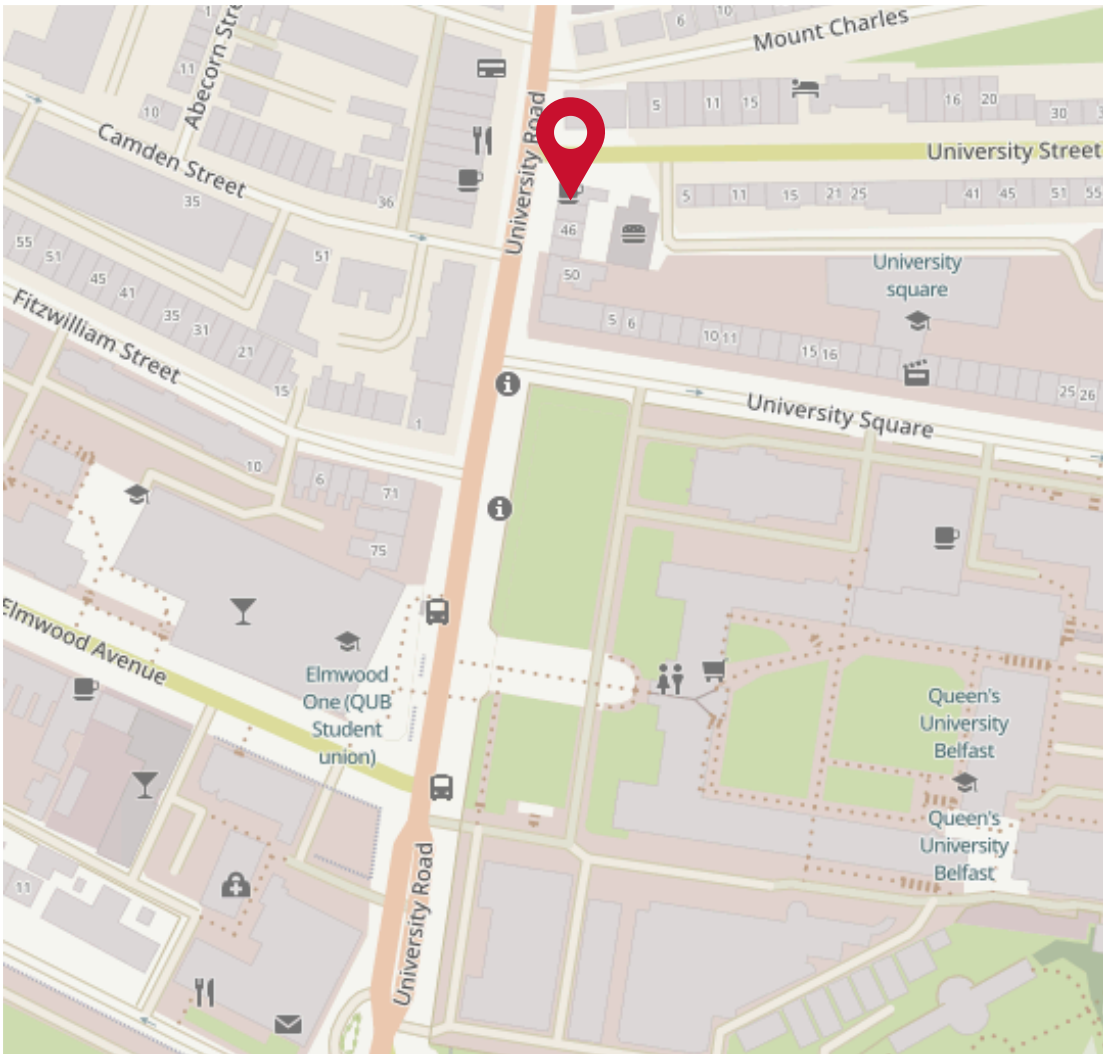 Mount Charles
6
10
1
Abecorn Stre
11
10
5
11
15
16
20
30
3
University Road
Camden Street
University Street
35
36
5
11
15
21
25
41
45
51
55
46
55
51
45
41
35
31
21
15
51
50
University
square
Fitzwilliam Street
5
6
10
11
15
16
25
26
1
University Square
10
6
71
75
Elmwood Avenue
Elmwood
One (QUB
Student
union)
Queen's
University
Belfast
Queen's
University
Belfast
University Road
11